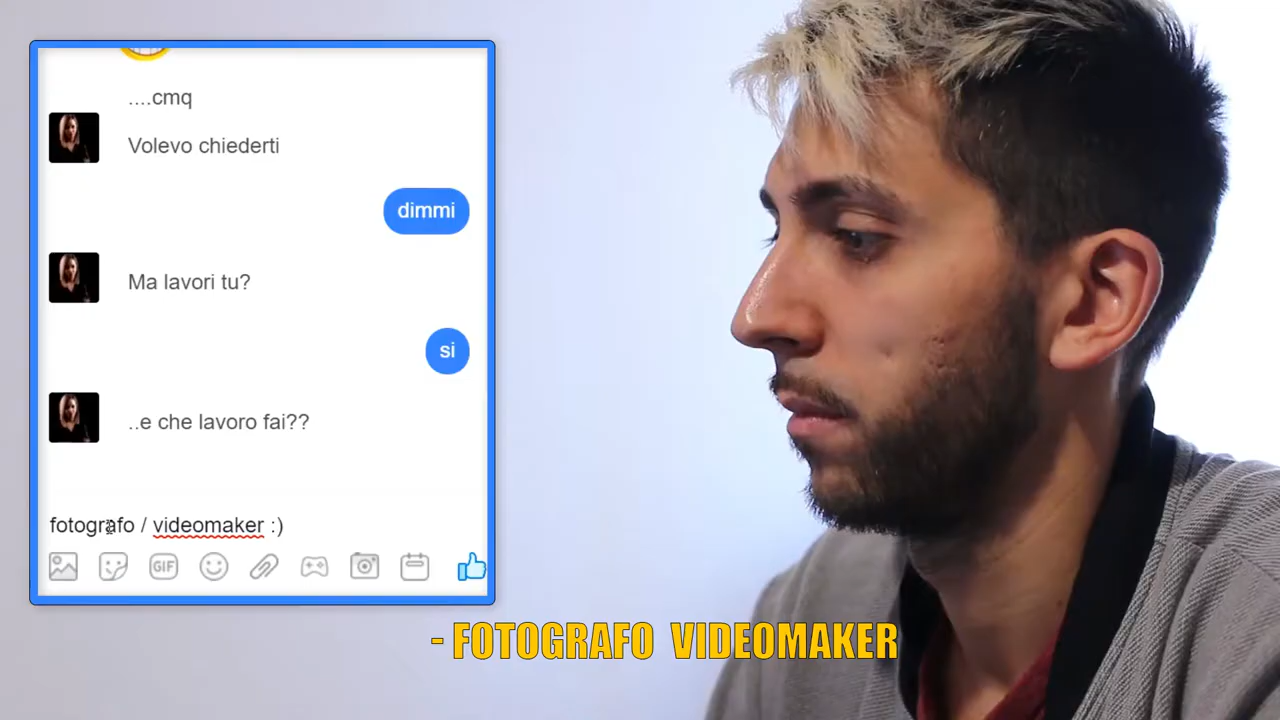 ....cmq
Volevo chiederti
dimmi
Ma lavori tu?
si
..e che lavoro fai??
fotografo / videomaker :)
GIF
- FOTOGRAFO VIDEOMAKER